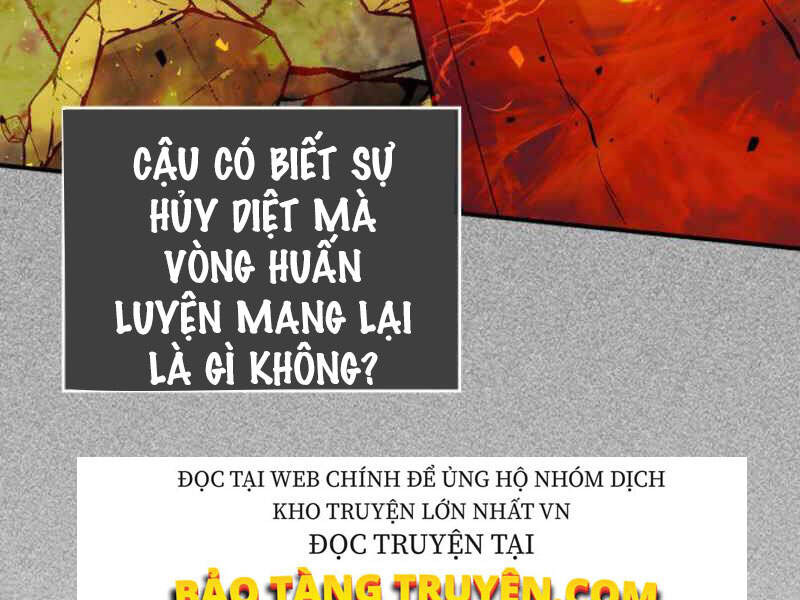 CẬU CÓ BIẾT SỰ
HỦY DIỆT MÀ
VÒNG HUẤN
LUYỆN MANG LẠI
LÀ GÌ KHÔNG?
ĐỌC TẠI WEB CHÍNH ĐỂ ỦNG HỘ NHÓM DỊCH
KHO TRUYỆN LỚN NHẤT VN
ĐỌC TRUYỆN TẠI
BẢO TÀNG TRUYỆN.COM